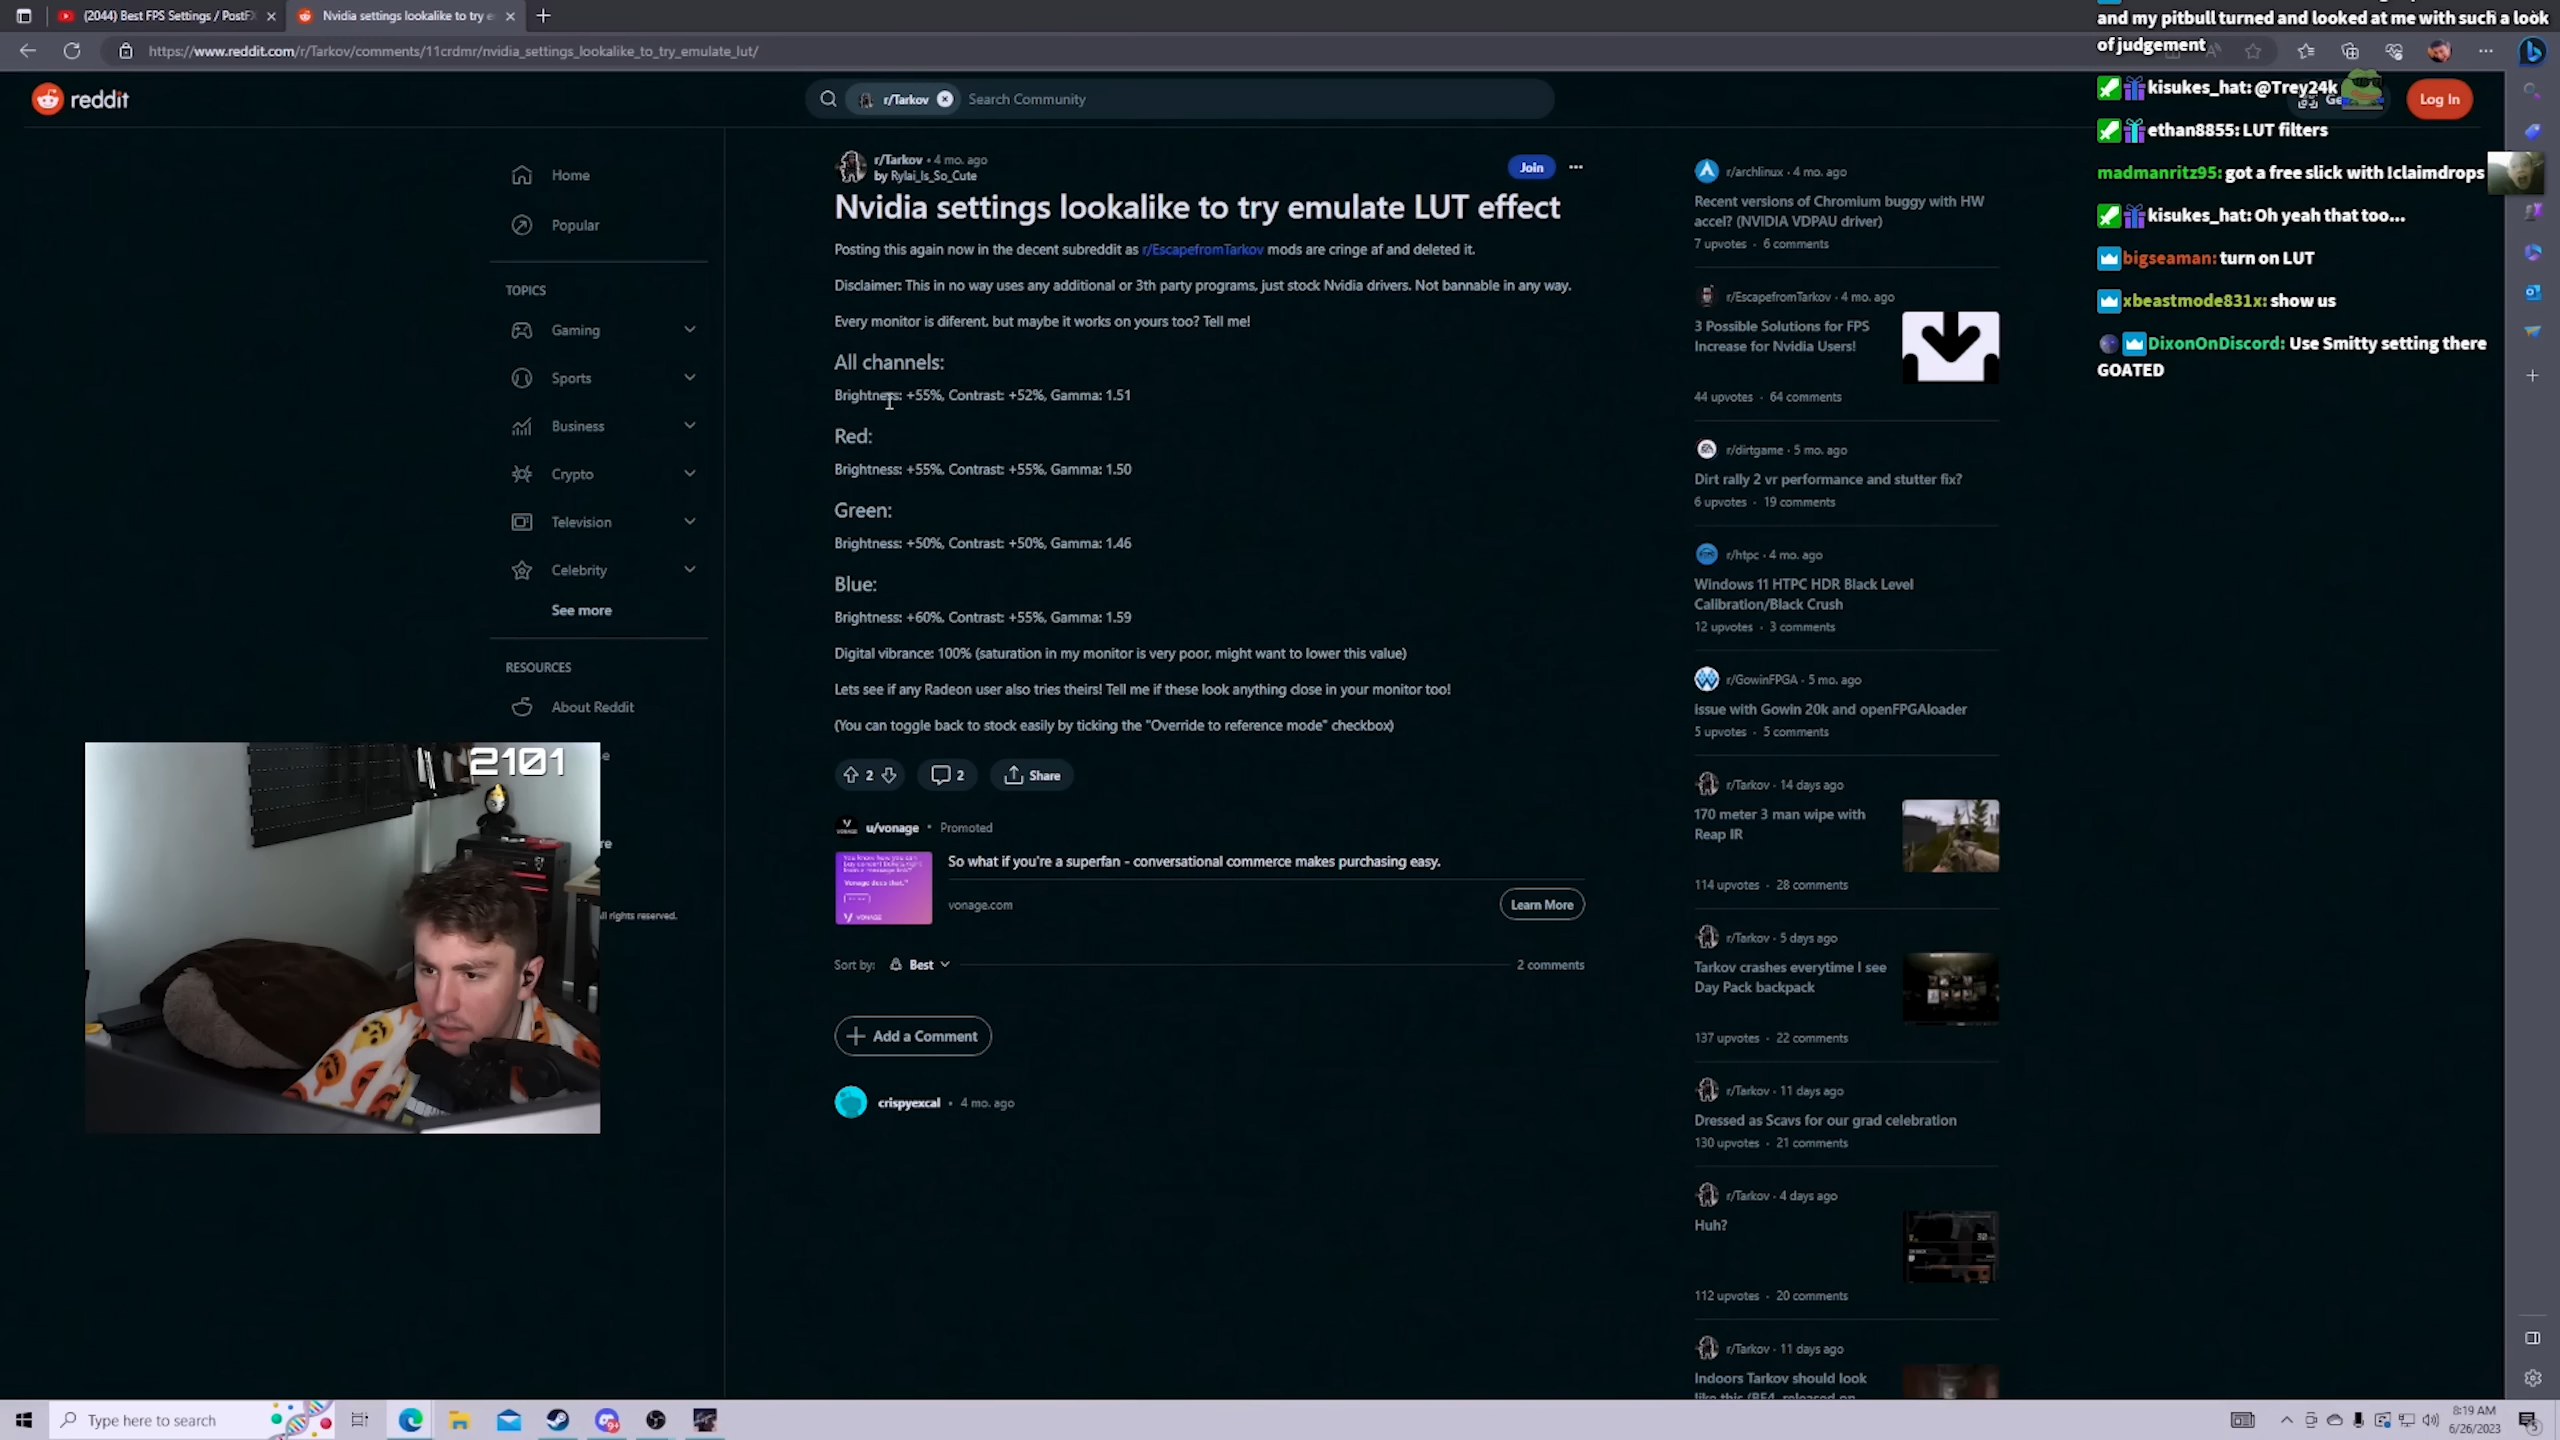 (2044) Best FPS Settings / PostFX
Nvidia settings lookalike to try e
https://www.reddit.com/r/Tarkov/comments/11crdmr/nvidia_settings_lookalike_to_try_emulate_lut/
reddit
r/Tarkov
Search Community
Log In
Home
Popular
TOPICS
Gaming
Sports
Business
Crypto
Television
Celebrity
See more
RESOURCES
About Reddit
re
ll rights reserved.
2101
r/Tarkov • 4 mo. ago
by Rylai_Is_So_Cute
Join
Nvidia settings lookalike to try emulate LUT effect
Posting this again now in the decent subreddit as r/EscapefromTarkov mods are cringe af and deleted it.
Disclaimer: This in no way uses any additional or 3th party programs, just stock Nvidia drivers. Not bannable in any way.
Every monitor is diferent, but maybe it works on yours too? Tell me!
All channels:
Brightness: +55%, Contrast: +52%, Gamma: 1.51
Red:
Brightness: +55%, Contrast: +55%, Gamma: 1.50
Green:
Brightness: +50%, Contrast: +50%, Gamma: 1.46
Blue:
Brightness: +60%, Contrast: +55%, Gamma: 1.59
Digital vibrance: 100% (saturation in my monitor is very poor, might want to lower this value)
Lets see if any Radeon user also tries theirs! Tell me if these look anything close in your monitor too!
(You can toggle back to stock easily by ticking the "Override to reference mode" checkbox)
2
2
Share
u/vonage • Promoted
So what if you're a superfan - conversational commerce makes purchasing easy.
vonage.com
Learn More
Sort by: Best
2 comments
Add a Comment
crispyexcal • 4 mo. ago
r/archlinux • 4 mo. ago
Recent versions of Chromium buggy with HW
accel? (NVIDIA VDPAU driver)
7 upvotes · 6 comments
r/EscapefromTarkov • 4 mo. ago
3 Possible Solutions for FPS
Increase for Nvidia Users!
44 upvotes · 64 comments
r/dirtgame • 5 mo. ago
Dirt rally 2 vr performance and stutter fix?
6 upvotes · 19 comments
r/htpc • 4 mo. ago
Windows 11 HTPC HDR Black Level
Calibration/Black Crush
12 upvotes · 3 comments
r/GowinFPGA • 5 mo. ago
Issue with Gowin 20k and openFPGAloader
5 upvotes · 5 comments
r/Tarkov • 14 days ago
170 meter 3 man wipe with
Reap IR
114 upvotes · 28 comments
r/Tarkov • 5 days ago
Tarkov crashes everytime I see
Day Pack backpack
137 upvotes · 22 comments
r/Tarkov • 11 days ago
Dressed as Scavs for our grad celebration
130 upvotes · 21 comments
r/Tarkov • 4 days ago
Huh?
112 upvotes · 20 comments
r/Tarkov • 11 days ago
Indoors Tarkov should look
and my pitbull turned and looked at me with such a look
of judgement
kisukes_hat: @Trey24k
ethan8855: LUT filters
madmanritz95: got a free slick with !claimdrops
kisukes_hat: Oh yeah that too...
bigseaman: turn on LUT
xbeastmode831x: show us
DixonOnDiscord: Use Smitty setting there
GOATED
Type here to search
8:19 AM
6/26/2023